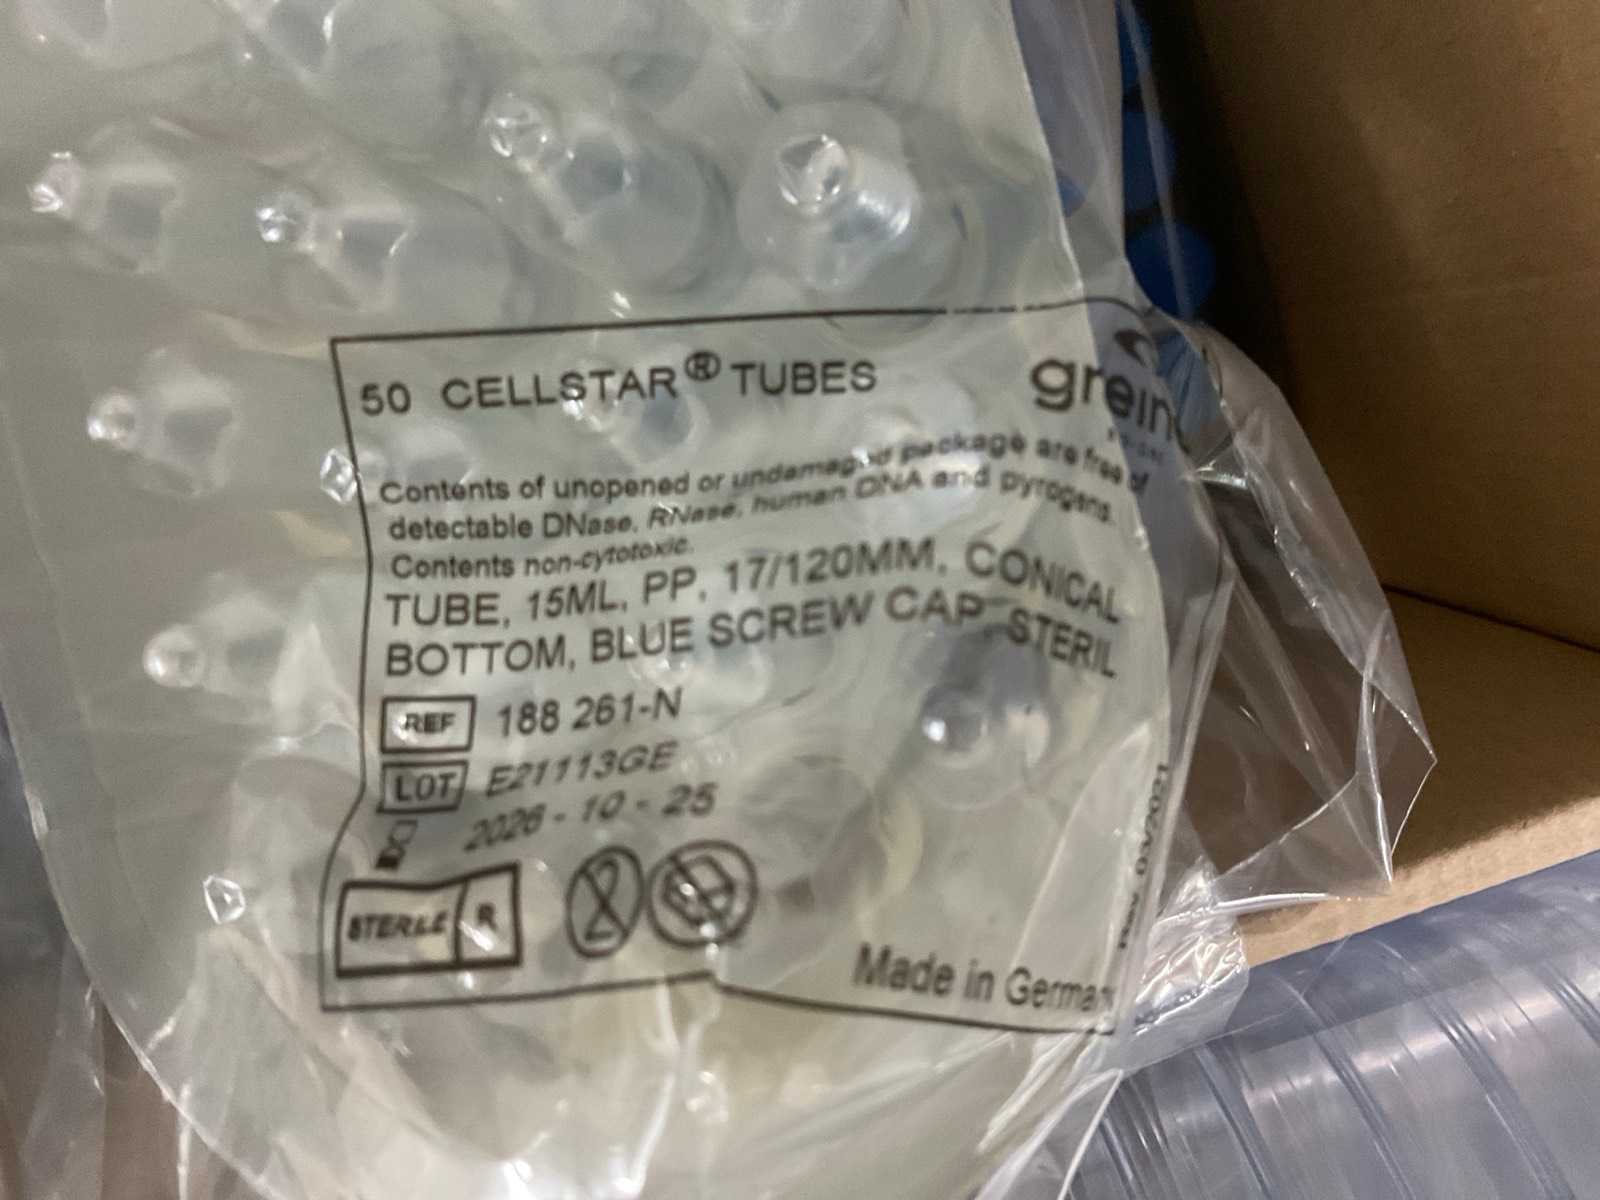 50 CELLSTAR® TUBES
grein
Contents of unopened or undamaged package are free of
detectable DNase, RNase, human DNA and pyrogens.
Contents non-cytotoxic.
TUBE, 15ML, PP, 17/120MM, CONICAL
BOTTOM, BLUE SCREW CAP STERIL
REF 188 261-N
LOT E21113GE
2026 - 10 - 25
STERILE R
2
Made in German